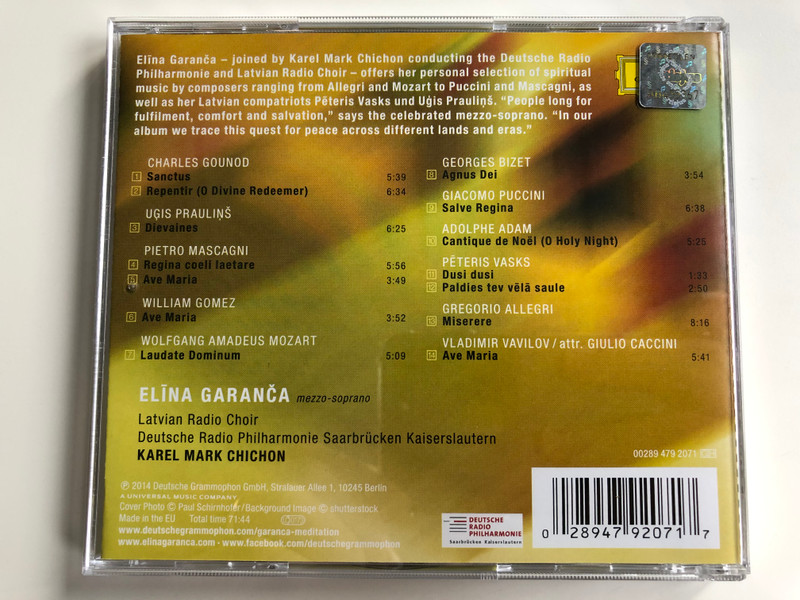 Elīna Garanča – joined by Karel Mark Chichon conducting the Deutsche Radio
Philharmonie and Latvian Radio Choir – offers her personal selection of spiritual
music by composers ranging from Allegri and Mozart to Puccini and Mascagni, as
well as her Latvian compatriots Pēteris Vasks und Uģis Prauliņš. “People long for
fulfilment, comfort and salvation,” says the celebrated mezzo-soprano. “In our
album we trace this quest for peace across different lands and eras.”
CHARLES GOUNOD
1 Sanctus 5:39
2 Repentir (O Divine Redeemer) 6:34
UĢIS PRAULIŅŠ
3 Dievaines 6:25
PIETRO MASCAGNI
4 Regina coeli laetare 5:56
5 Ave Maria 3:49
WILLIAM GOMEZ
6 Ave Maria 3:52
WOLFGANG AMADEUS MOZART
7 Laudate Dominum 5:09
GEORGES BIZET
8 Agnus Dei 3:54
GIACOMO PUCCINI
9 Salve Regina 6:38
ADOLPHE ADAM
10 Cantique de Noël (O Holy Night) 5:25
PĒTERIS VASKS
11 Dusi dusi 1:33
12 Paldies tev vēlā saule 2:50
GREGORIO ALLEGRI
13 Miserere 8:16
VLADIMIR VAVILOV / attr. GIULIO CACCINI
14 Ave Maria 5:41
ELĪNA GARANČA mezzo-soprano
Latvian Radio Choir
Deutsche Radio Philharmonie Saarbrücken Kaiserslautern
KAREL MARK CHICHON
00289 479 2071
℗ 2014 Deutsche Grammophon GmbH, Stralauer Allee 1, 10245 Berlin
A UNIVERSAL MUSIC COMPANY
Cover Photo © Paul Schirnhofer / Background Image © shutterstock
Made in the EU Total time 71:44
www.deutschegrammophon.com/garanca-meditation
www.elinagaranca.com - www.facebook.com/deutschegrammophon
DEUTSCHE
RADIO
PHILHARMONIE
Saarbrücken Kaiserslautern
0 28947 92071 7